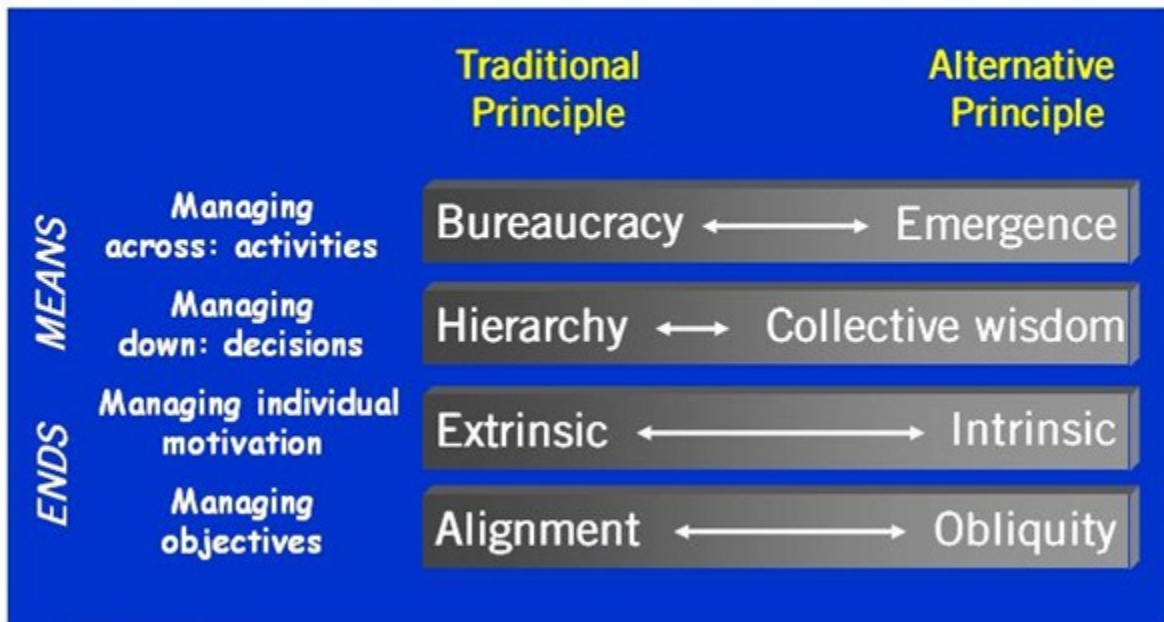 Traditional
Principle
Alternative
Principle
MEANS
Managing
across: activities
Bureaucracy
Emergence
Managing
down: decisions
Hierarchy
Collective wisdom
ENDS
Managing individual
motivation
Extrinsic
Intrinsic
Managing
objectives
Alignment
Obliquity